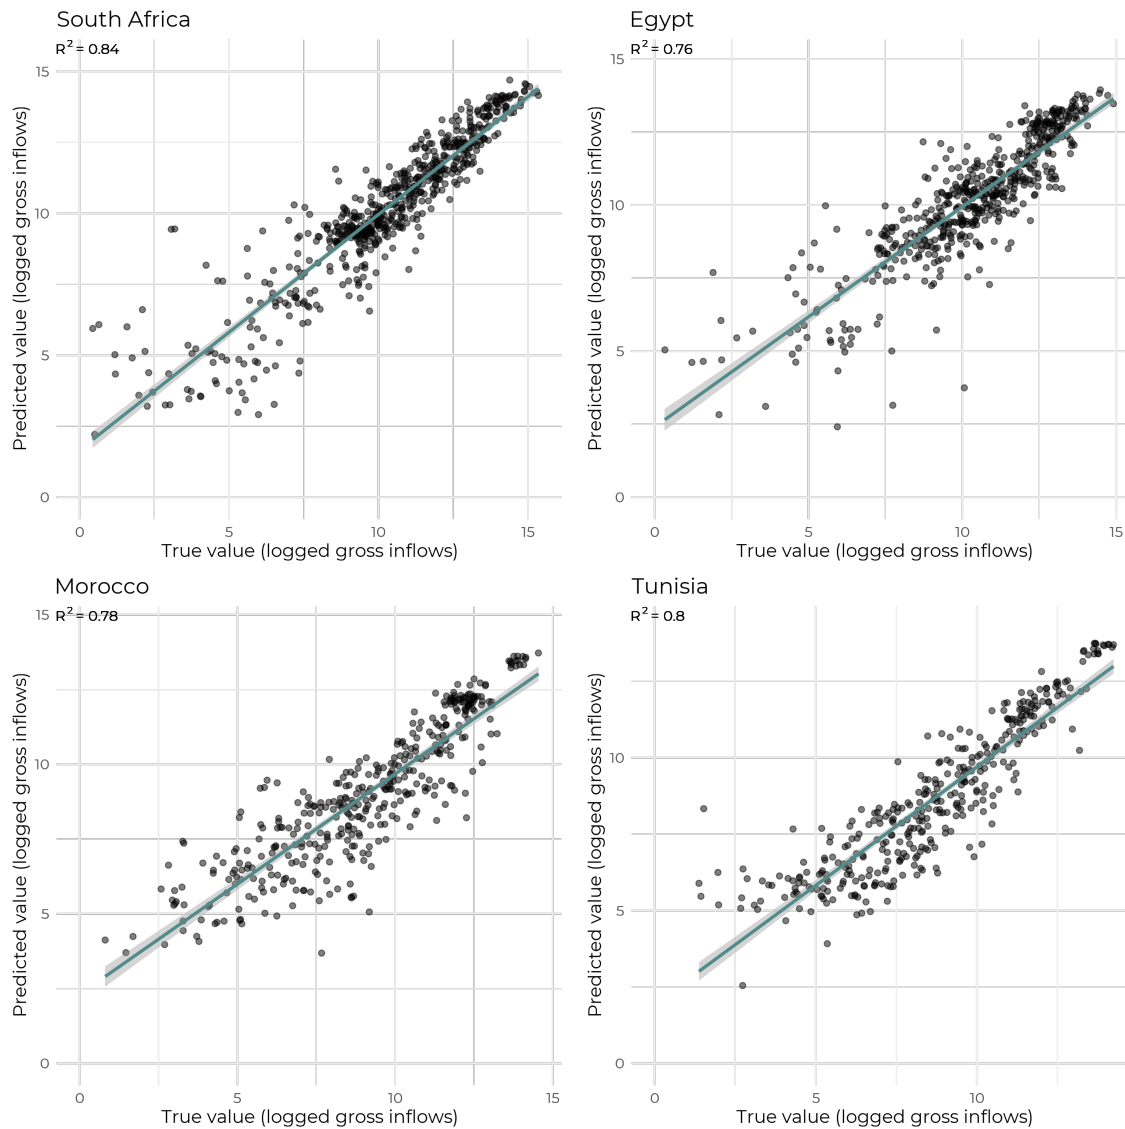 South Africa
R² = 0.84
Predicted value (logged gross inflows)
15
10
5
0
0 5 10 15
True value (logged gross inflows)
Egypt
R² = 0.76
Predicted value (logged gross inflows)
15
10
5
0
0 5 10 15
True value (logged gross inflows)
Morocco
R² = 0.78
Predicted value (logged gross inflows)
15
10
5
0
0 5 10 15
True value (logged gross inflows)
Tunisia
R² = 0.8
Predicted value (logged gross inflows)
10
5
0
0 5 10
True value (logged gross inflows)